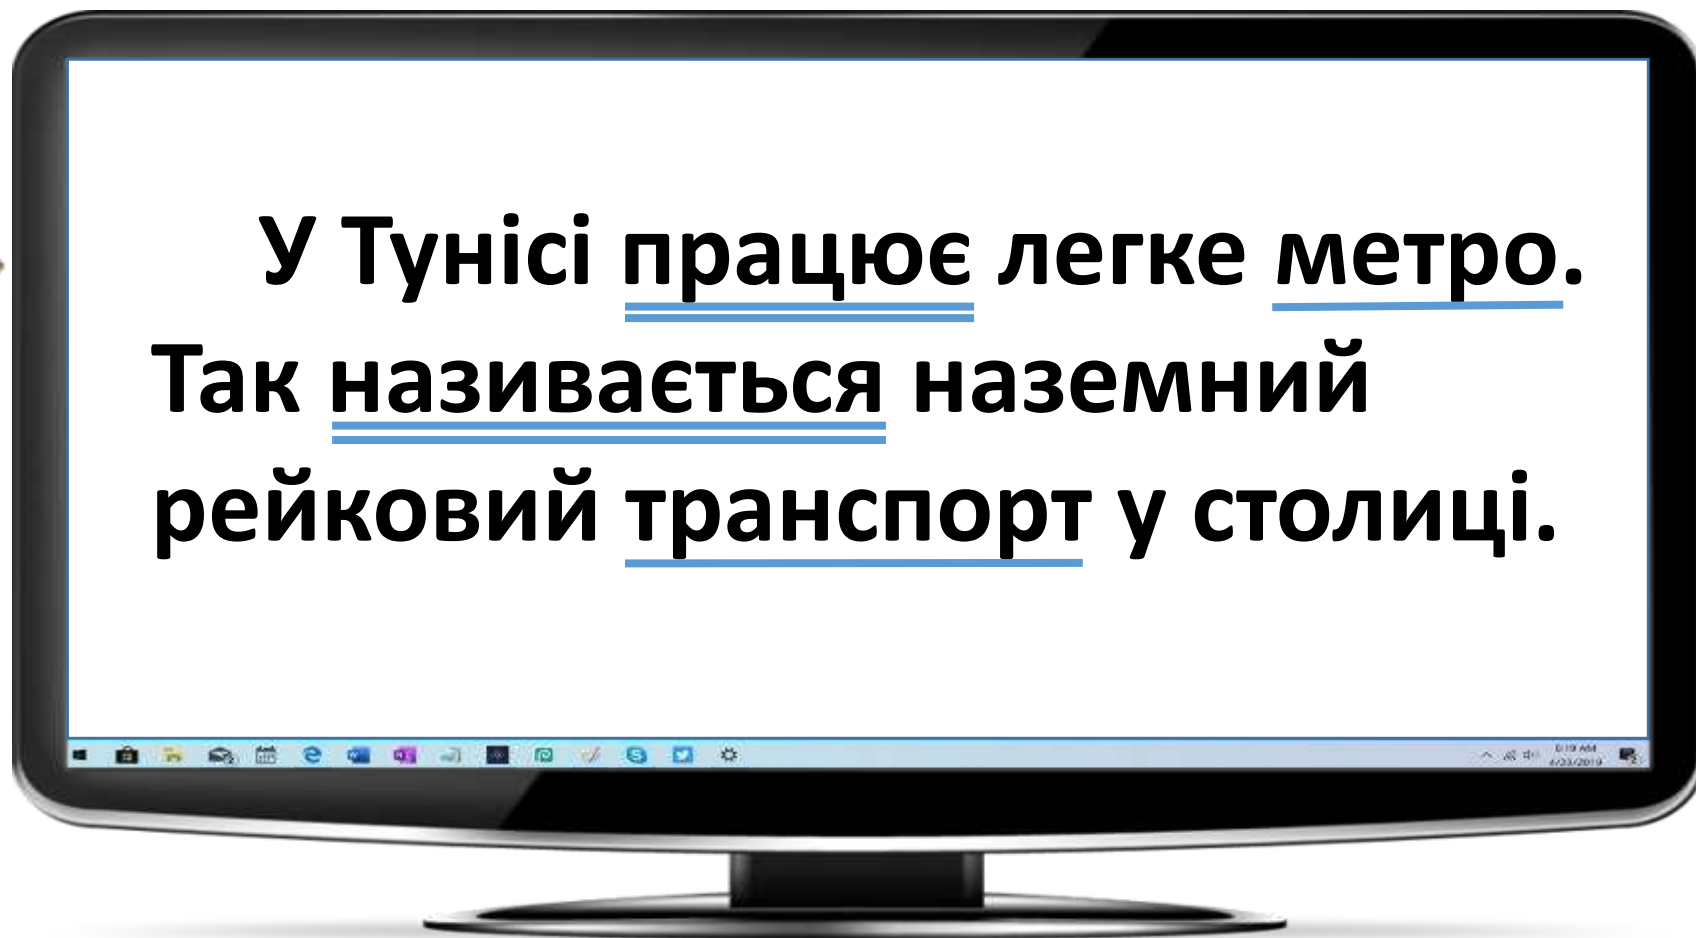 У Тунісі працює легке метро.
Так називається наземний
рейковий транспорт у столиці.